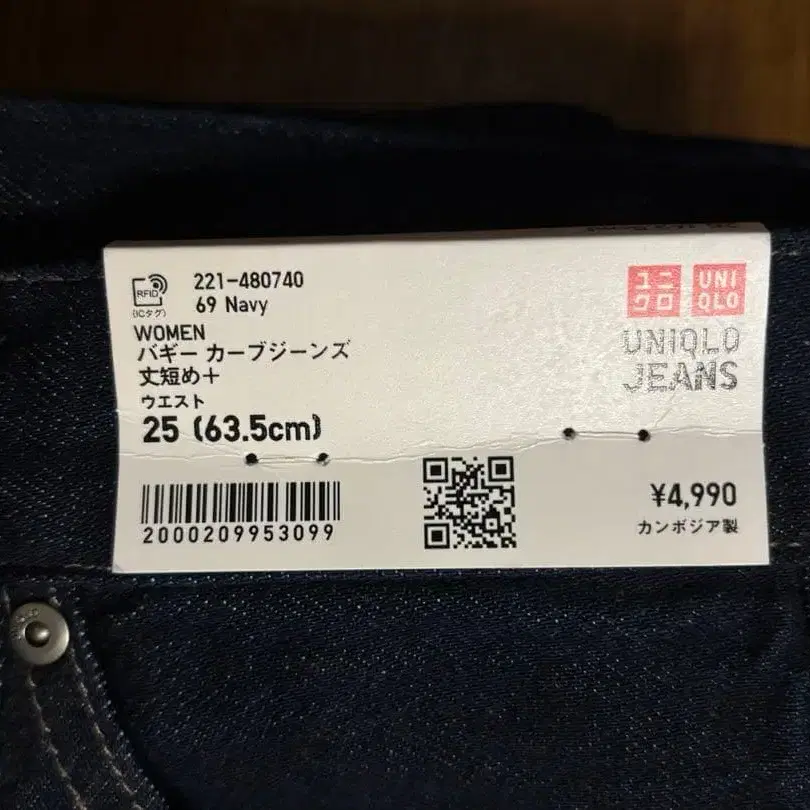 RFID
(ICタグ)
221-480740
69 Navy
WOMEN
バギー カーブジーンズ
丈短め+
ウエスト
25 (63.5cm)
2000209953099
ユニ
クロ
UNI
QLO
UNIQLO
JEANS
¥4,990
カンボジア製